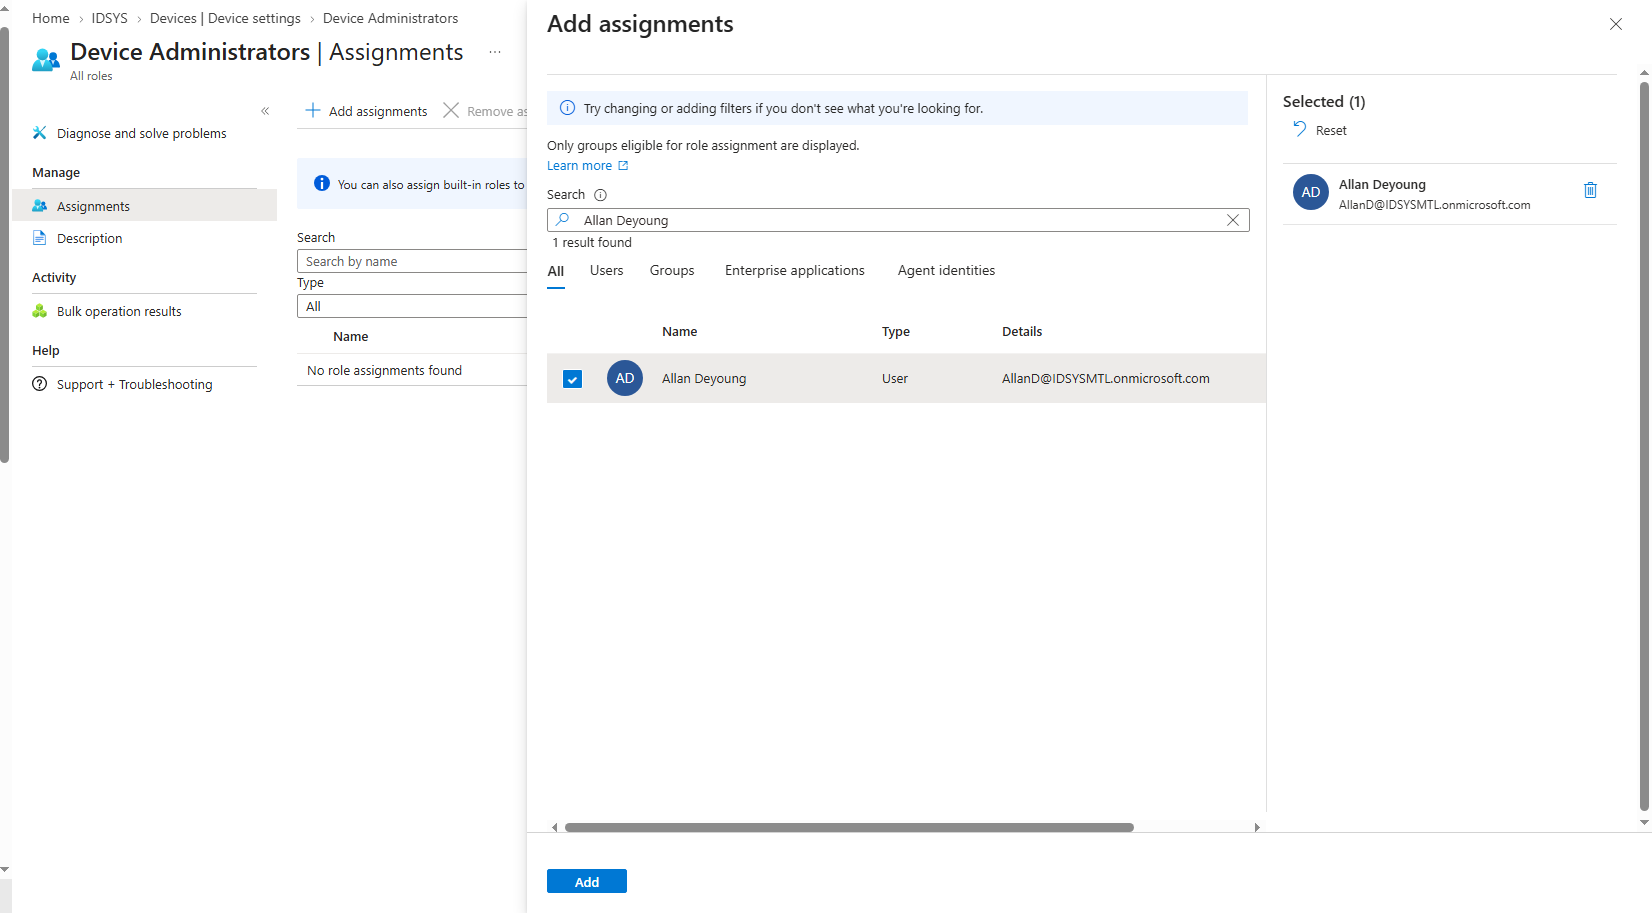 Home > IDSYS > Devices | Device settings > Device Administrators
Device Administrators | Assignments ...
All roles
«
Diagnose and solve problems
Manage
Assignments
Description
Activity
Bulk operation results
Help
Support + Troubleshooting
Add assignments
Remove as
You can also assign built-in roles to
Search
Search by name
Type
All
Name
No role assignments found
Add assignments
Try changing or adding filters if you don't see what you're looking for.
Only groups eligible for role assignment are displayed.
Learn more
Search
Allan Deyoung
1 result found
All Users Groups Enterprise applications Agent identities
Name Type Details
AD Allan Deyoung User AllanD@IDSYSMTL.onmicrosoft.com
Add
Selected (1)
Reset
AD
Allan Deyoung
AllanD@IDSYSMTL.onmicrosoft.com